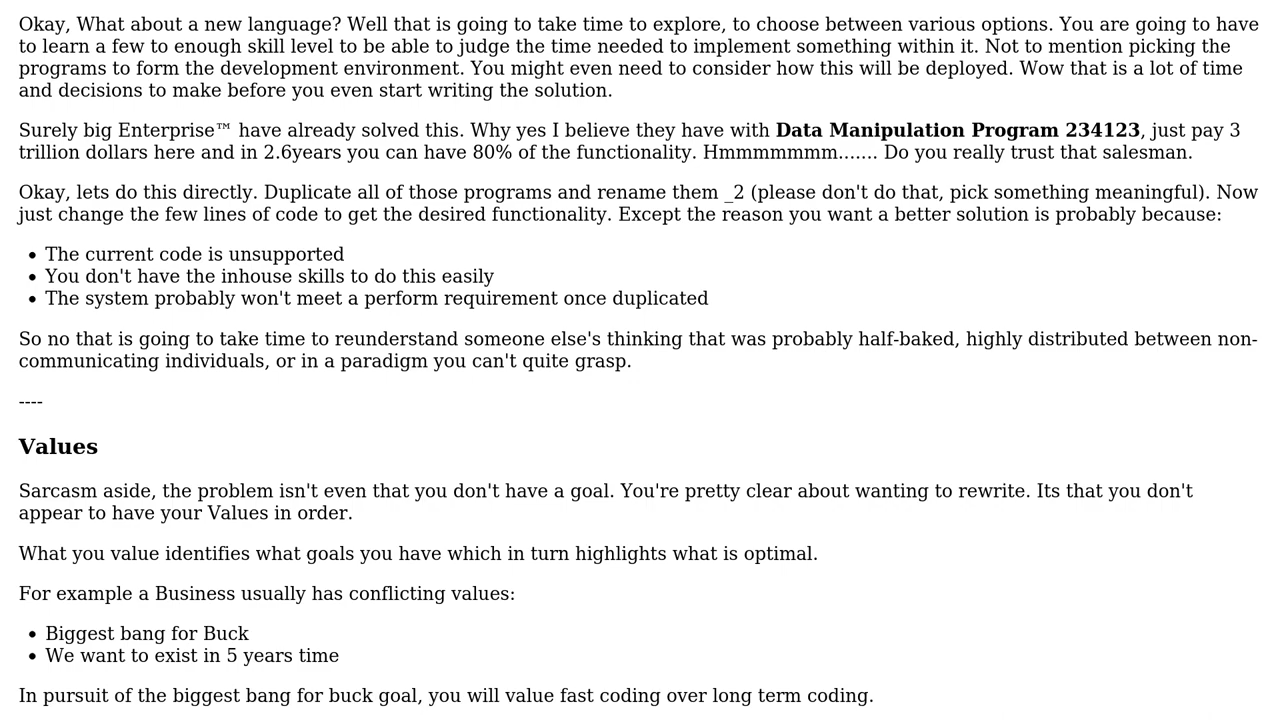 Okay, What about a new language? Well that is going to take time to explore, to choose between various options. You are going to have
to learn a few to enough skill level to be able to judge the time needed to implement something within it. Not to mention picking the
programs to form the development environment. You might even need to consider how this will be deployed. Wow that is a lot of time
and decisions to make before you even start writing the solution.
Surely big Enterprise™ have already solved this. Why yes I believe they have with Data Manipulation Program 234123, just pay 3
trillion dollars here and in 2.6years you can have 80% of the functionality. Hmmmmmmm....... Do you really trust that salesman.
Okay, lets do this directly. Duplicate all of those programs and rename them _2 (please don't do that, pick something meaningful). Now
just change the few lines of code to get the desired functionality. Except the reason you want a better solution is probably because:
• The current code is unsupported
• You don't have the inhouse skills to do this easily
• The system probably won't meet a perform requirement once duplicated
So no that is going to take time to reunderstand someone else's thinking that was probably half-baked, highly distributed between non-
communicating individuals, or in a paradigm you can't quite grasp.
----
Values
Sarcasm aside, the problem isn't even that you don't have a goal. You're pretty clear about wanting to rewrite. Its that you don't
appear to have your Values in order.
What you value identifies what goals you have which in turn highlights what is optimal.
For example a Business usually has conflicting values:
• Biggest bang for Buck
• We want to exist in 5 years time
In pursuit of the biggest bang for buck goal, you will value fast coding over long term coding.